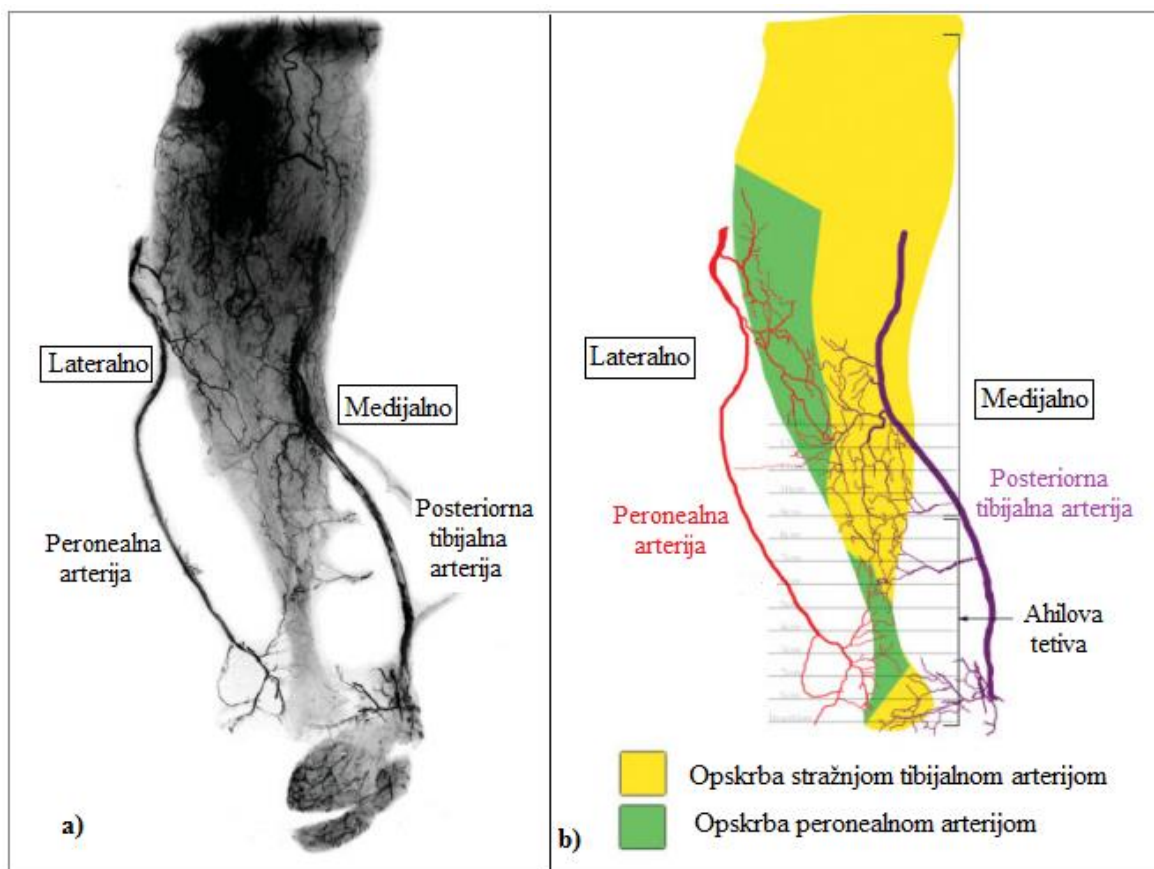 Lateralno
Medijalno
Peronealna
arterija
Posteriorna
tibijalna
arterija
a)
Lateralno
Medijalno
Peronealna
arterija
Posteriorna
tibijalna arterija
Ahilova
tetiva
Opskrba stražnjom tibijalnom arterijom
Opskrba peronealnom arterijom
b)